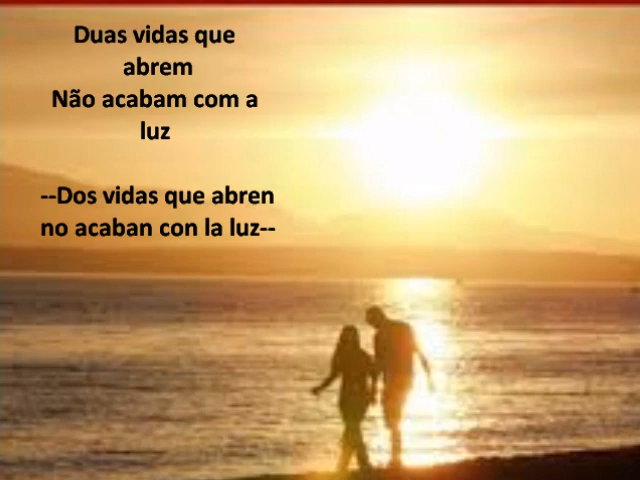 Duas vidas que
abrem
Não acabam com a
luz
--Dos vidas que abren
no acaban con la luz--